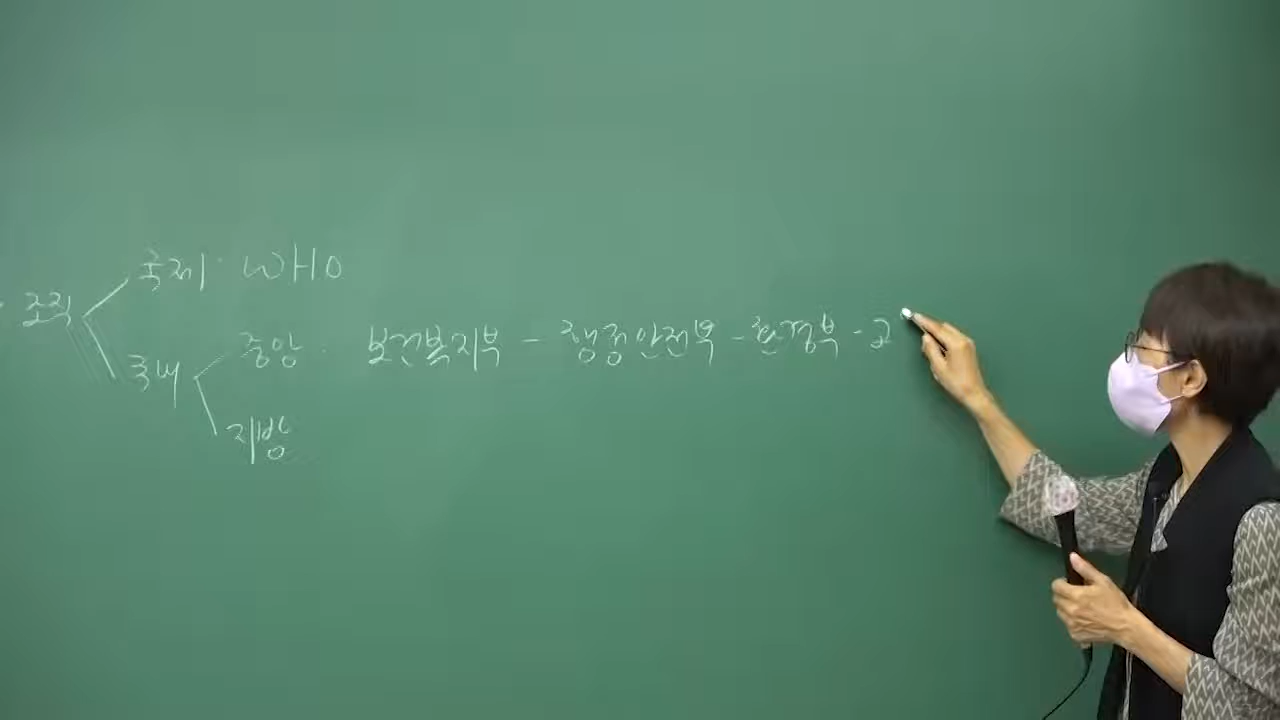 국제 · WHO
조직
중앙 · 보건복지부 - 행정안전부 - 환경부 - 교
국내
지방